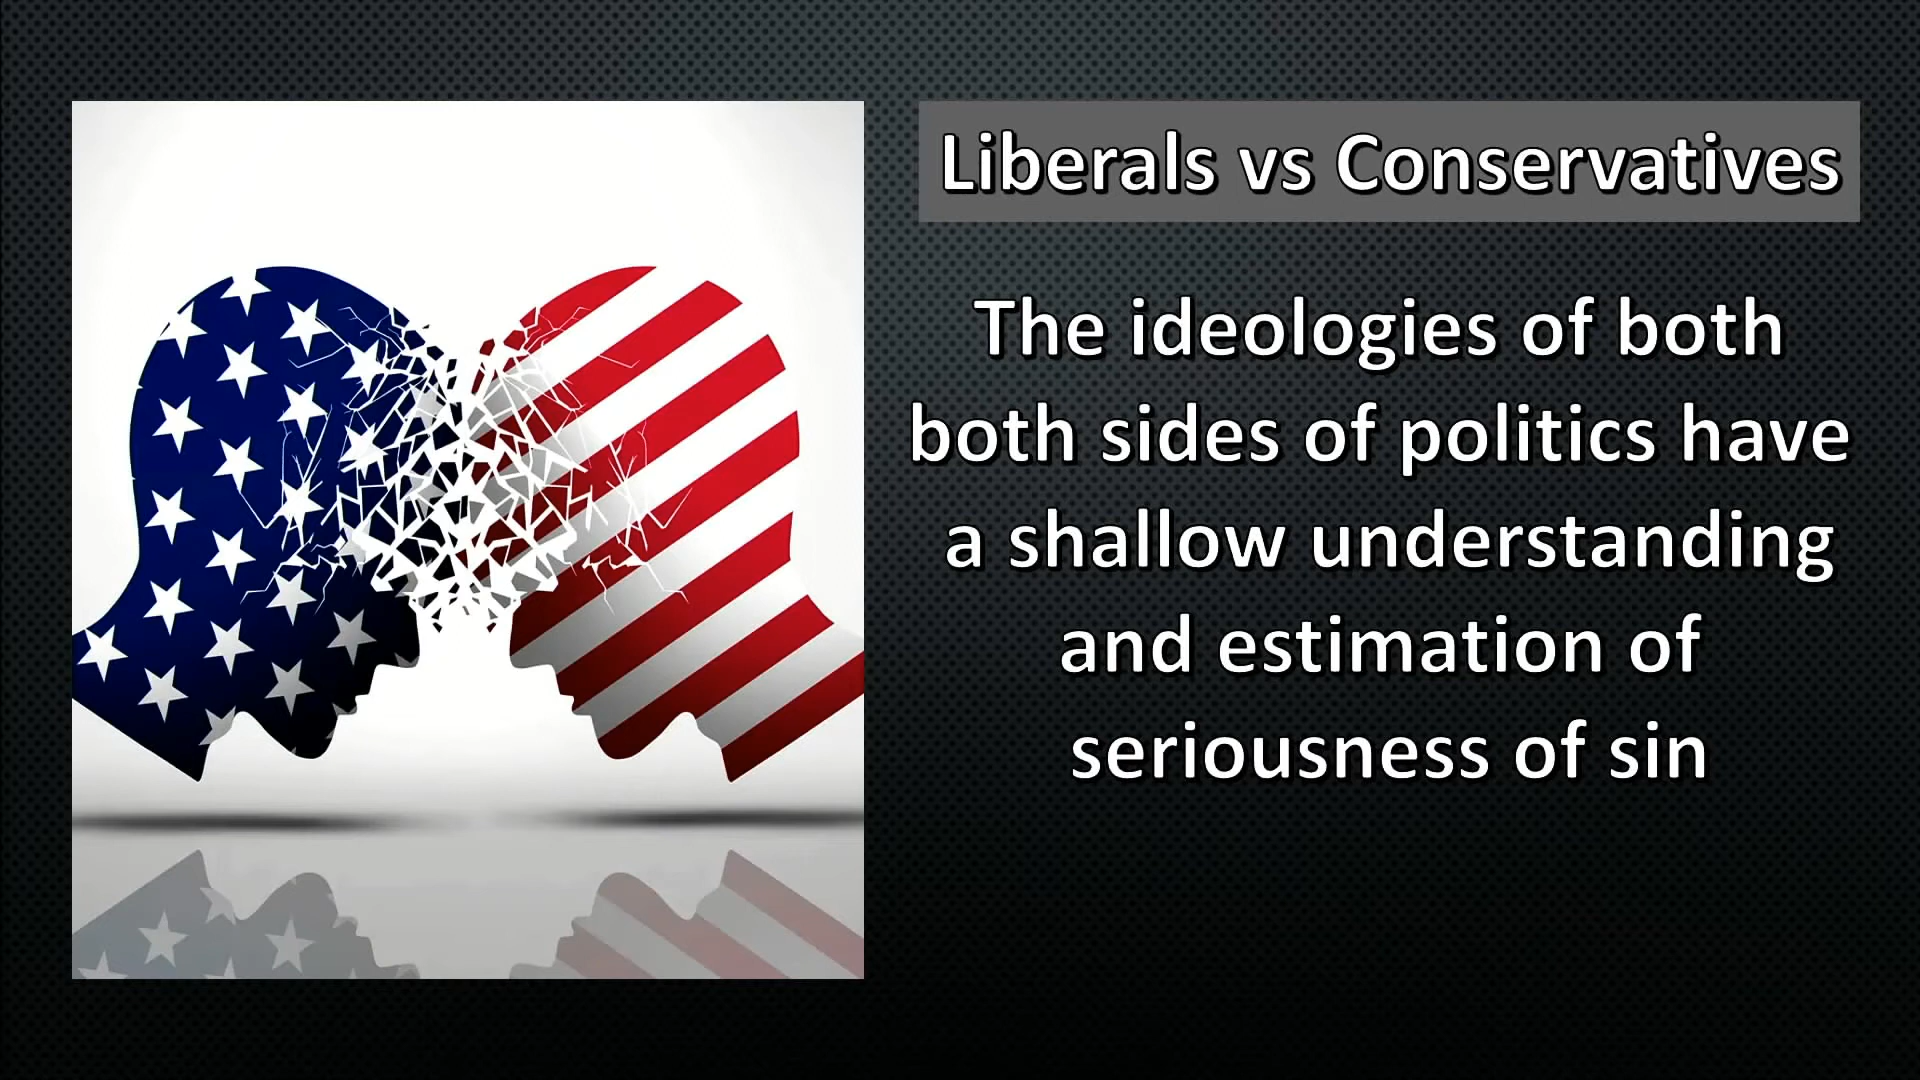 Liberals vs Conservatives
The ideologies of both
both sides of politics have
a shallow understanding
and estimation of
seriousness of sin